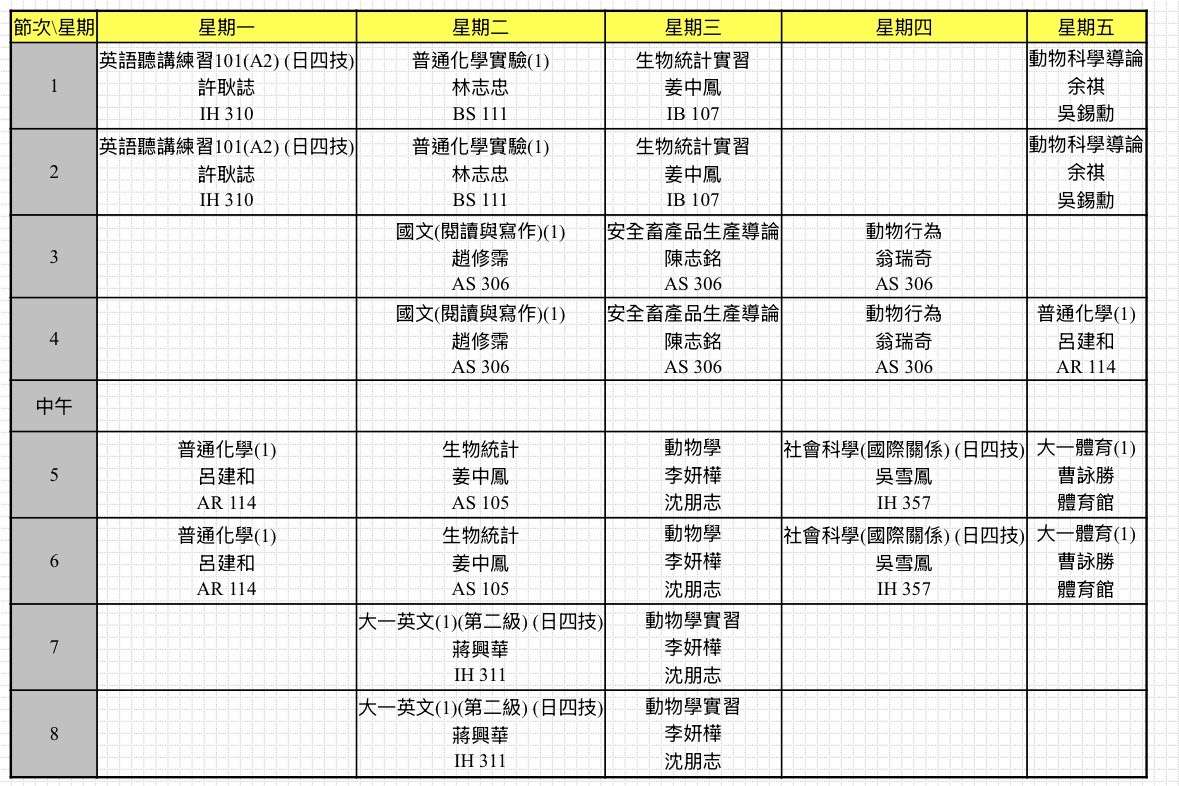 節次\星期 星期一 星期二 星期三 星期四 星期五
1
英語聽講練習101(A2) (日四技)
許耿誌
IH 310
普通化學實驗(1)
林志忠
BS 111
生物統計實習
姜中鳳
IB 107
動物科學導論
余祺
吳錫勳
2
英語聽講練習101(A2) (日四技)
許耿誌
IH 310
普通化學實驗(1)
林志忠
BS 111
生物統計實習
姜中鳳
IB 107
動物科學導論
余祺
吳錫勳
3
國文(閱讀與寫作)(1)
趙修霈
AS 306
安全畜產品生產導論
陳志銘
AS 306
動物行為
翁瑞奇
AS 306
4
國文(閱讀與寫作)(1)
趙修霈
AS 306
安全畜產品生產導論
陳志銘
AS 306
動物行為
翁瑞奇
AS 306
普通化學(1)
呂建和
AR 114
中午
5
普通化學(1)
呂建和
AR 114
生物統計
姜中鳳
AS 105
動物學
李妍樺
沈朋志
社會科學(國際關係) (日四技)
吳雪鳳
IH 357
大一體育(1)
曹詠勝
體育館
6
普通化學(1)
呂建和
AR 114
生物統計
姜中鳳
AS 105
動物學
李妍樺
沈朋志
社會科學(國際關係) (日四技)
吳雪鳳
IH 357
大一體育(1)
曹詠勝
體育館
7
大一英文(1)(第二級) (日四技)
蔣興華
IH 311
動物學實習
李妍樺
沈朋志
8
大一英文(1)(第二級) (日四技)
蔣興華
IH 311
動物學實習
李妍樺
沈朋志